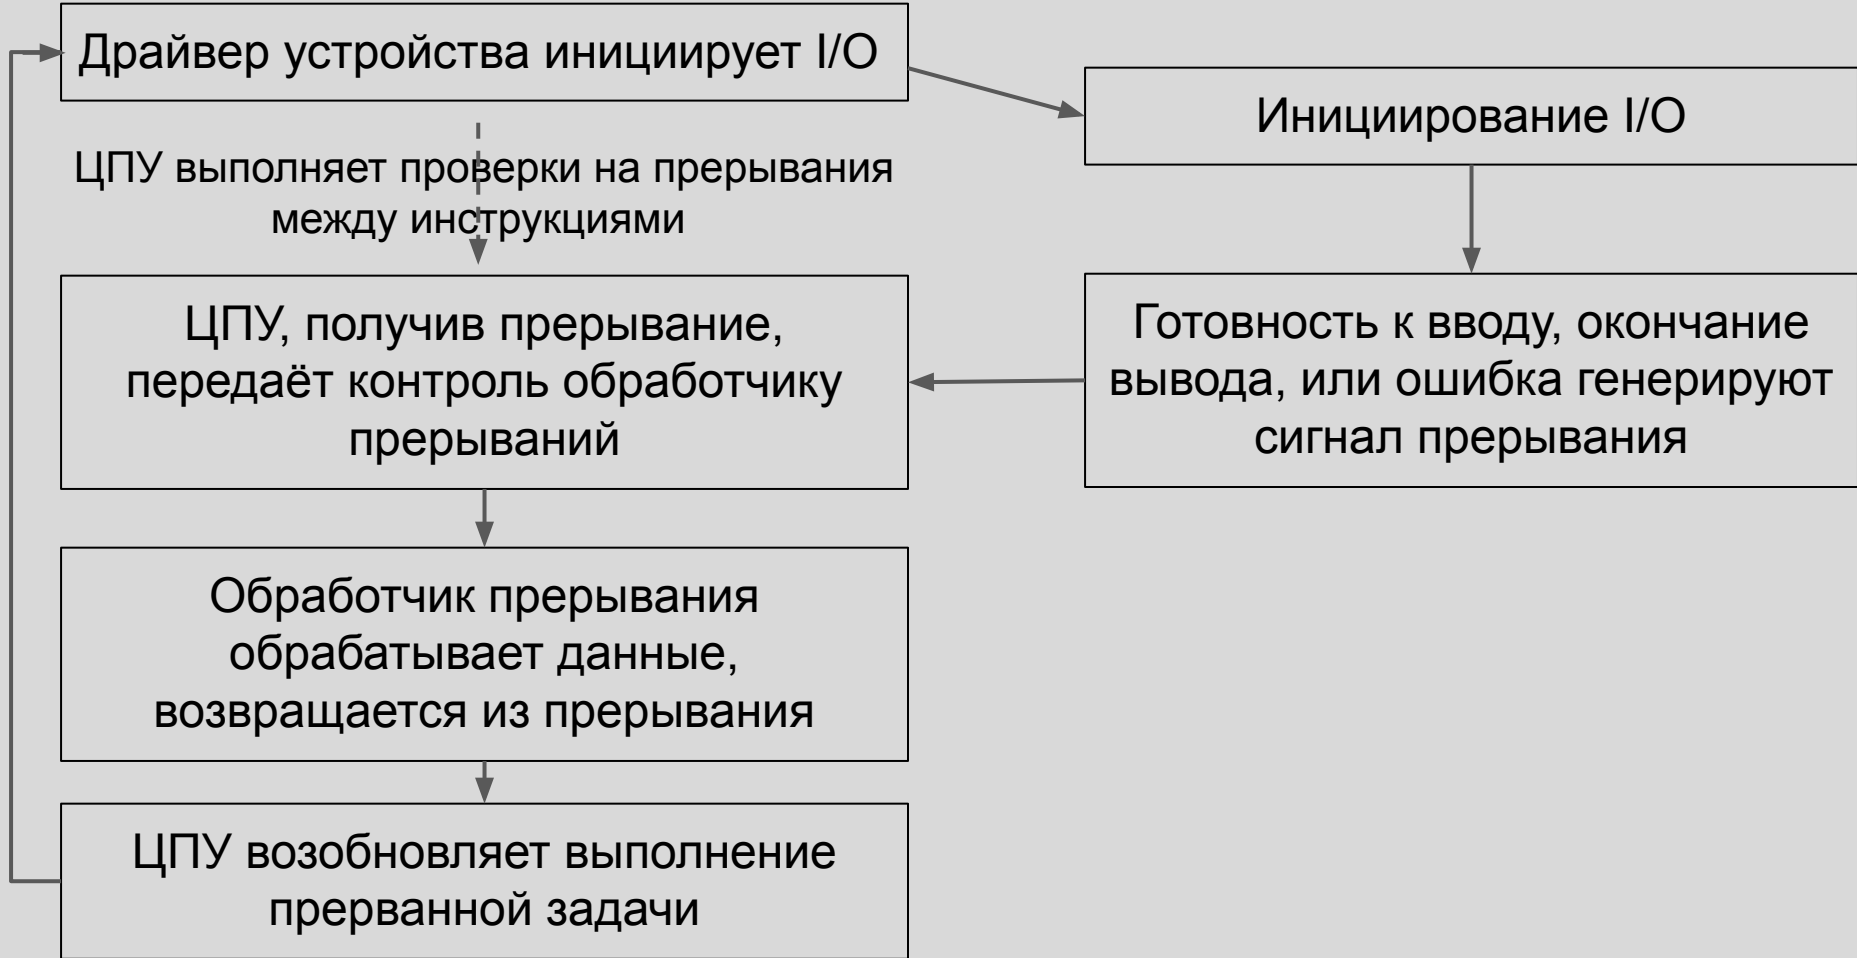 Драйвер устройства инициирует I/O
Инициирование I/O
ЦПУ выполняет проверки на прерывания
между инструкциями
ЦПУ, получив прерывание,
передаёт контроль обработчику
прерываний
Готовность к вводу, окончание
вывода, или ошибка генерируют
сигнал прерывания
Обработчик прерывания
обрабатывает данные,
возвращается из прерывания
ЦПУ возобновляет выполнение
прерванной задачи